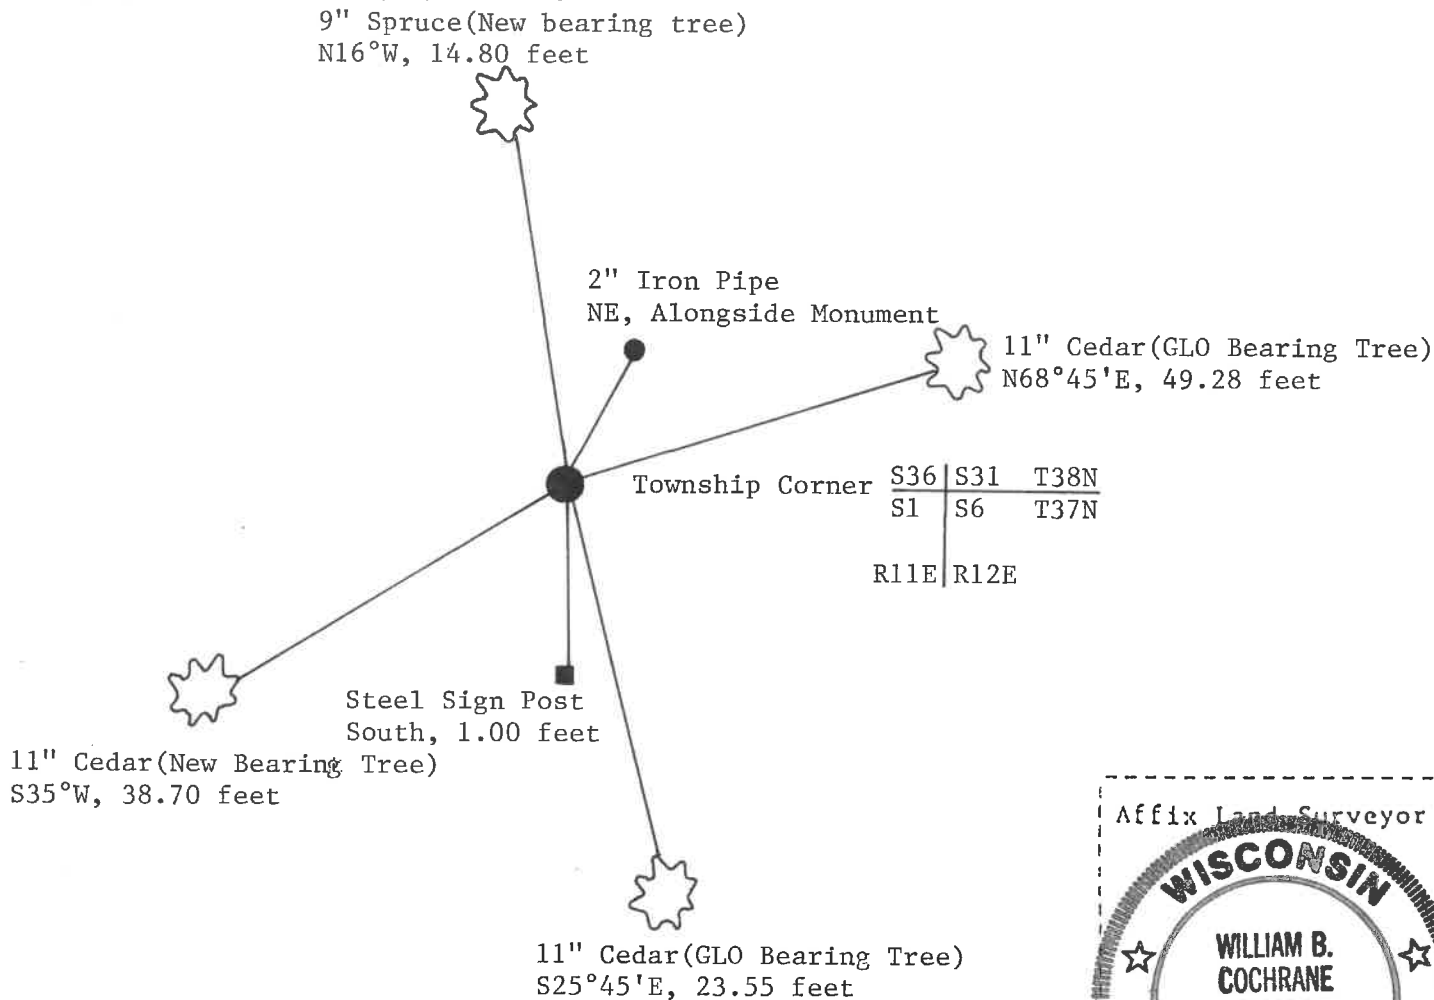 9" Spruce(New bearing tree)
N16°W, 14.80 feet
2" Iron Pipe
NE, Alongside Monument
11" Cedar(GLO Bearing Tree)
N68°45'E, 49.28 feet
Township Corner
S36 S31 T38N
S1 S6 T37N
R11E R12E
Steel Sign Post
South, 1.00 feet
11" Cedar(New Bearing Tree)
S35°W, 38.70 feet
11" Cedar(GLO Bearing Tree)
S25°45'E, 23.55 feet
Affix Land Surveyor
WISCONSIN
WILLIAM B.
COCHRANE